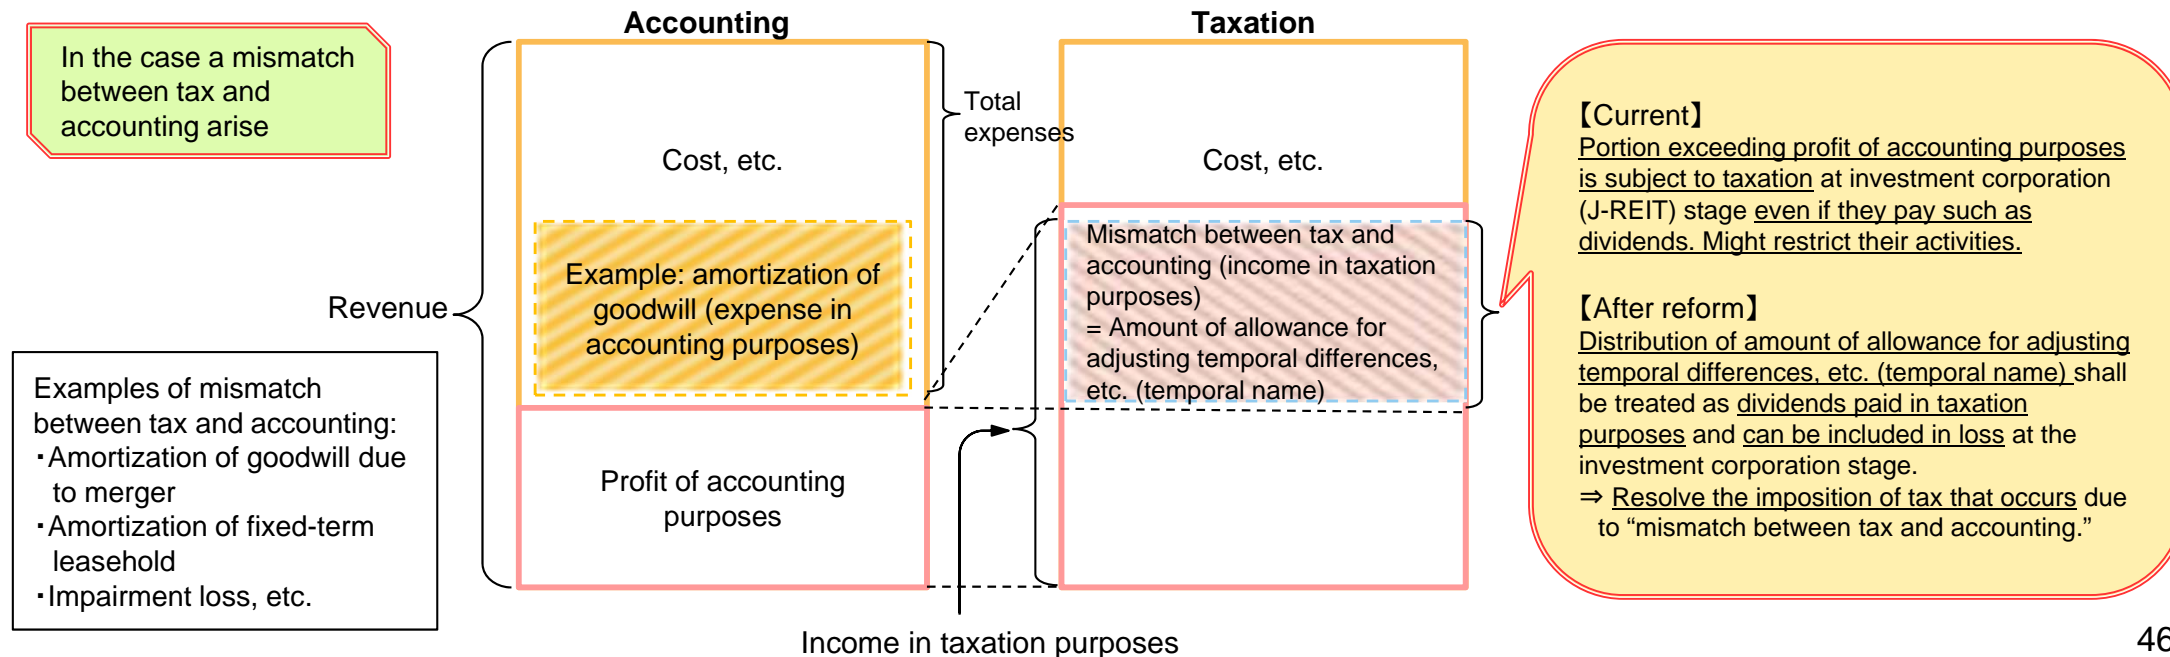 In the case a mismatch
between tax and
accounting arise
Accounting
Taxation
Revenue
Total
expenses
Cost, etc.
Example: amortization of
goodwill (expense in
accounting purposes)
Profit of accounting
purposes
Cost, etc.
Mismatch between tax and
accounting (income in taxation
purposes)
= Amount of allowance for
adjusting temporal differences,
etc. (temporal name)
Income in taxation purposes
Examples of mismatch
between tax and accounting:
・Amortization of goodwill due
to merger
・Amortization of fixed-term
leasehold
・Impairment loss, etc.
【Current】
Portion exceeding profit of accounting purposes
is subject to taxation at investment corporation
(J-REIT) stage even if they pay such as
dividends. Might restrict their activities.
【After reform】
Distribution of amount of allowance for adjusting
temporal differences, etc. (temporal name) shall
be treated as dividends paid in taxation
purposes and can be included in loss at the
investment corporation stage.
⇒ Resolve the imposition of tax that occurs due
to “mismatch between tax and accounting.”
46